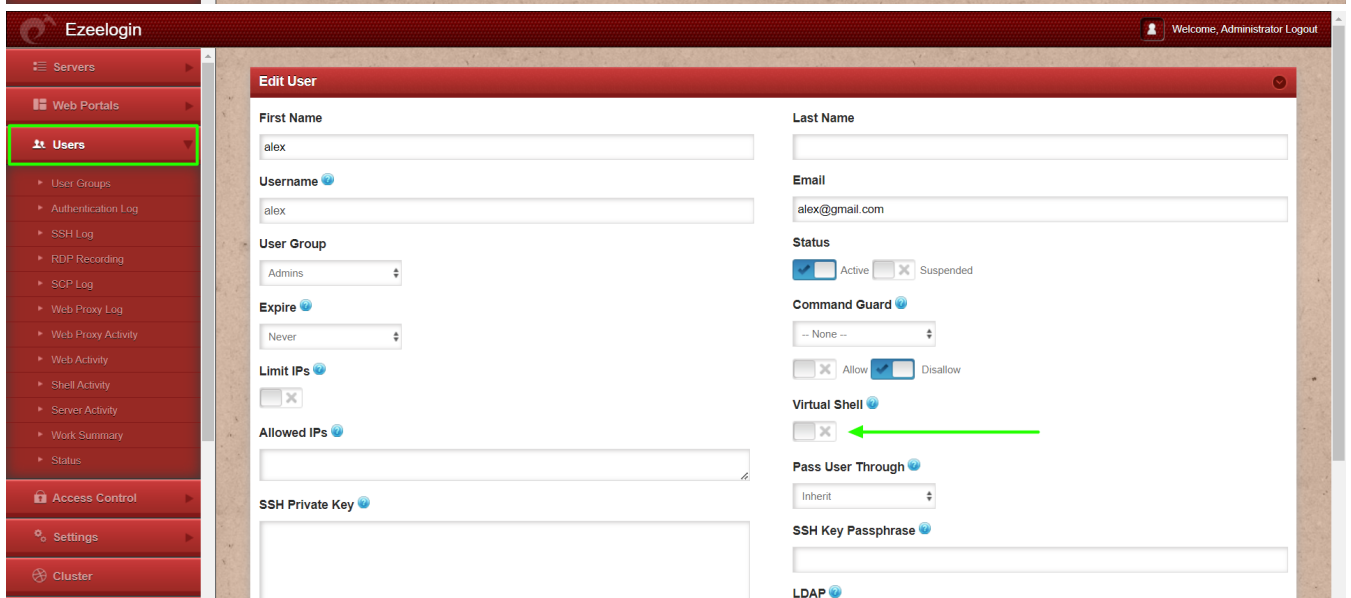 Ezeelogin
Welcome, Administrator Logout
Servers
Web Portals
Users
User Groups
Authentication Log
SSH Log
RDP Recording
SCP Log
Web Proxy Log
Web Proxy Activity
Web Activity
Shell Activity
Server Activity
Work Summary
Status
Access Control
Settings
Cluster
Edit User
First Name
alex
Username
alex
User Group
Admins
Expire
Never
Limit IPs
Allowed IPs
SSH Private Key
Last Name
Email
alex@gmail.com
Status
Active Suspended
Command Guard
-- None --
Allow Disallow
Virtual Shell
Pass User Through
Inherit
SSH Key Passphrase
LDAP